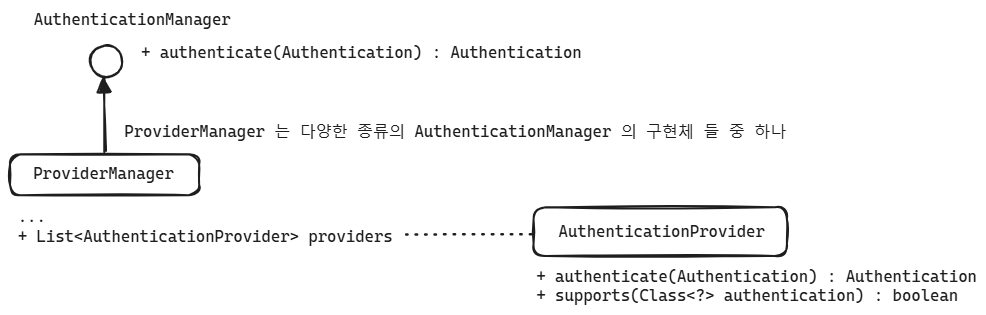 AuthenticationManager
+ authenticate(Authentication) : Authentication
ProviderManager 는 다양한 종류의 AuthenticationManager 의 구현체 들 중 하나
ProviderManager
...
+ List<AuthenticationProvider> providers
AuthenticationProvider
+ authenticate(Authentication) : Authentication
+ supports(Class<?> authentication) : boolean